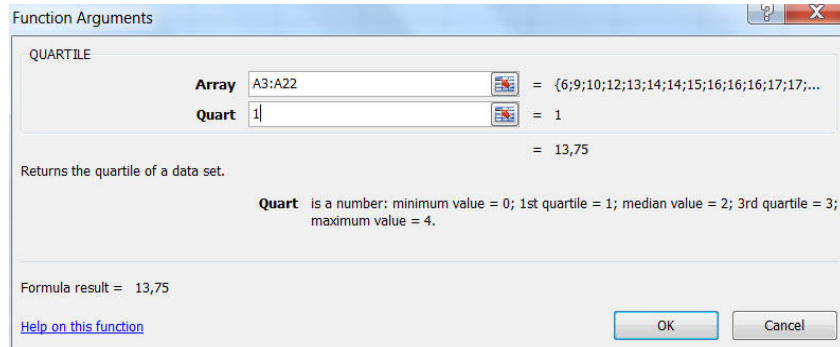 Function Arguments
QUARTILE
Array A3:A22 = {6;9;10;12;13;14;14;15;16;16;16;17;17;...
Quart 1 = 1
= 13,75
Returns the quartile of a data set.
Quart is a number: minimum value = 0; 1st quartile = 1; median value = 2; 3rd quartile = 3;
maximum value = 4.
Formula result = 13,75
Help on this function OK Cancel